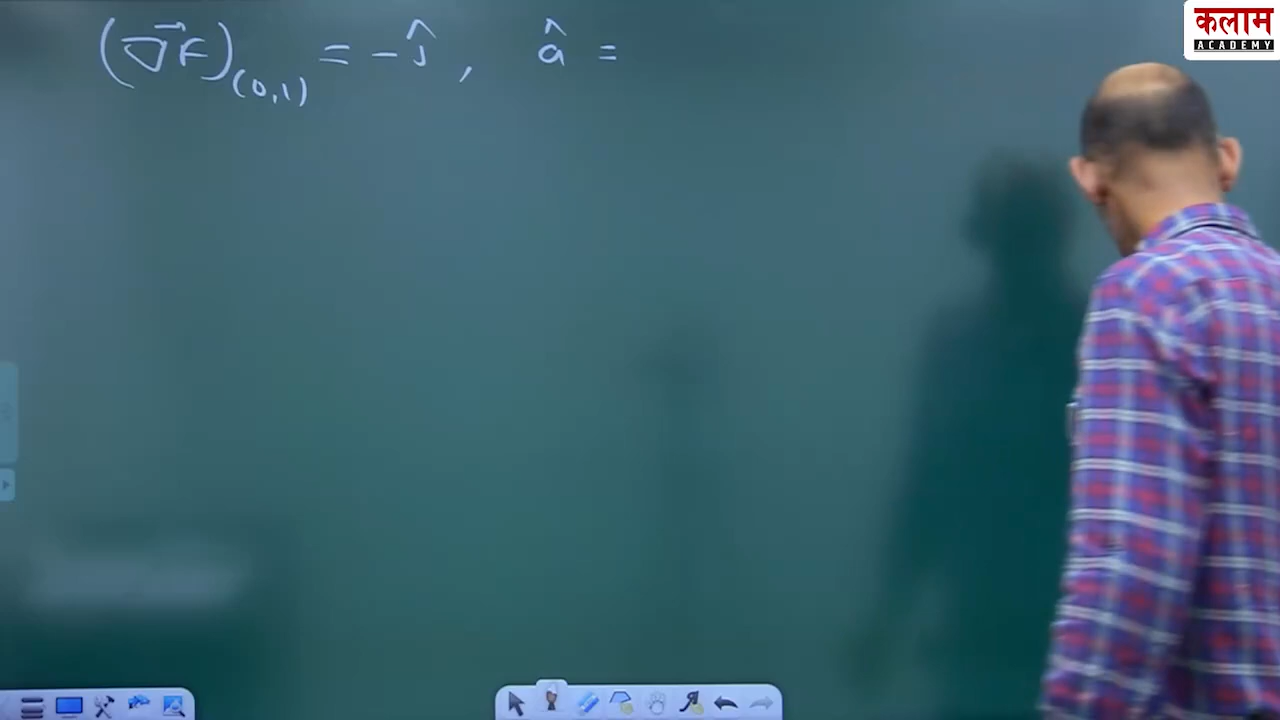 (∇⃗F)(0,1) = -ĵ, â =
कलाम
ACADEMY